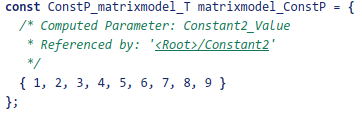 const ConstP_matrixmodel_T matrixmodel_ConstP = {
/* Computed Parameter: Constant2_Value
* Referenced by: '<Root>/Constant2'
*/
{ 1, 2, 3, 4, 5, 6, 7, 8, 9 }
};